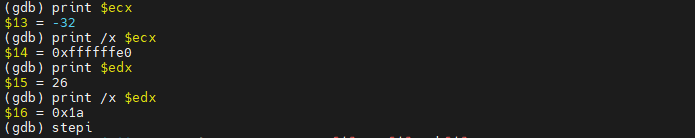 (gdb) print $ecx
$13 = -32
(gdb) print /x $ecx
$14 = 0xffffffe0
(gdb) print $edx
$15 = 26
(gdb) print /x $edx
$16 = 0x1a
(gdb) stepi